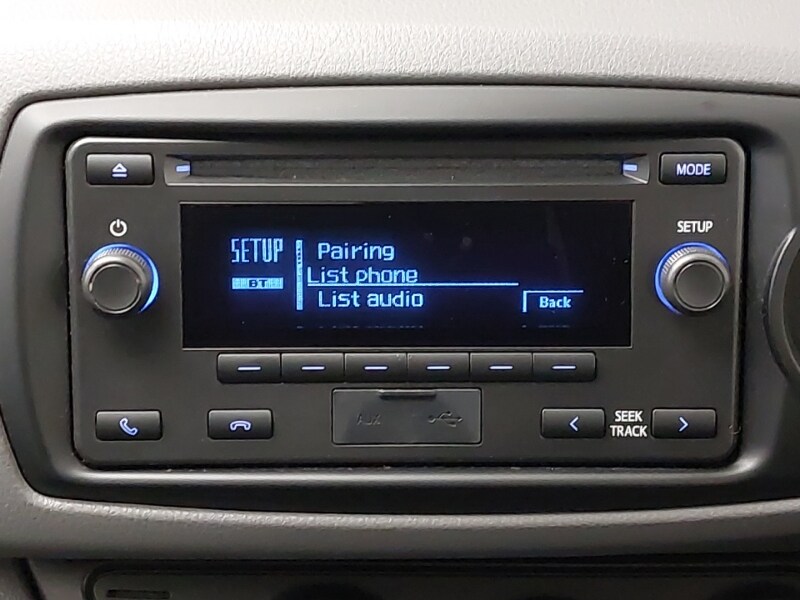 MODE
SETUP
SETUP
BT
Pairing
List phone
List audio
Back
AUX
SEEK
TRACK